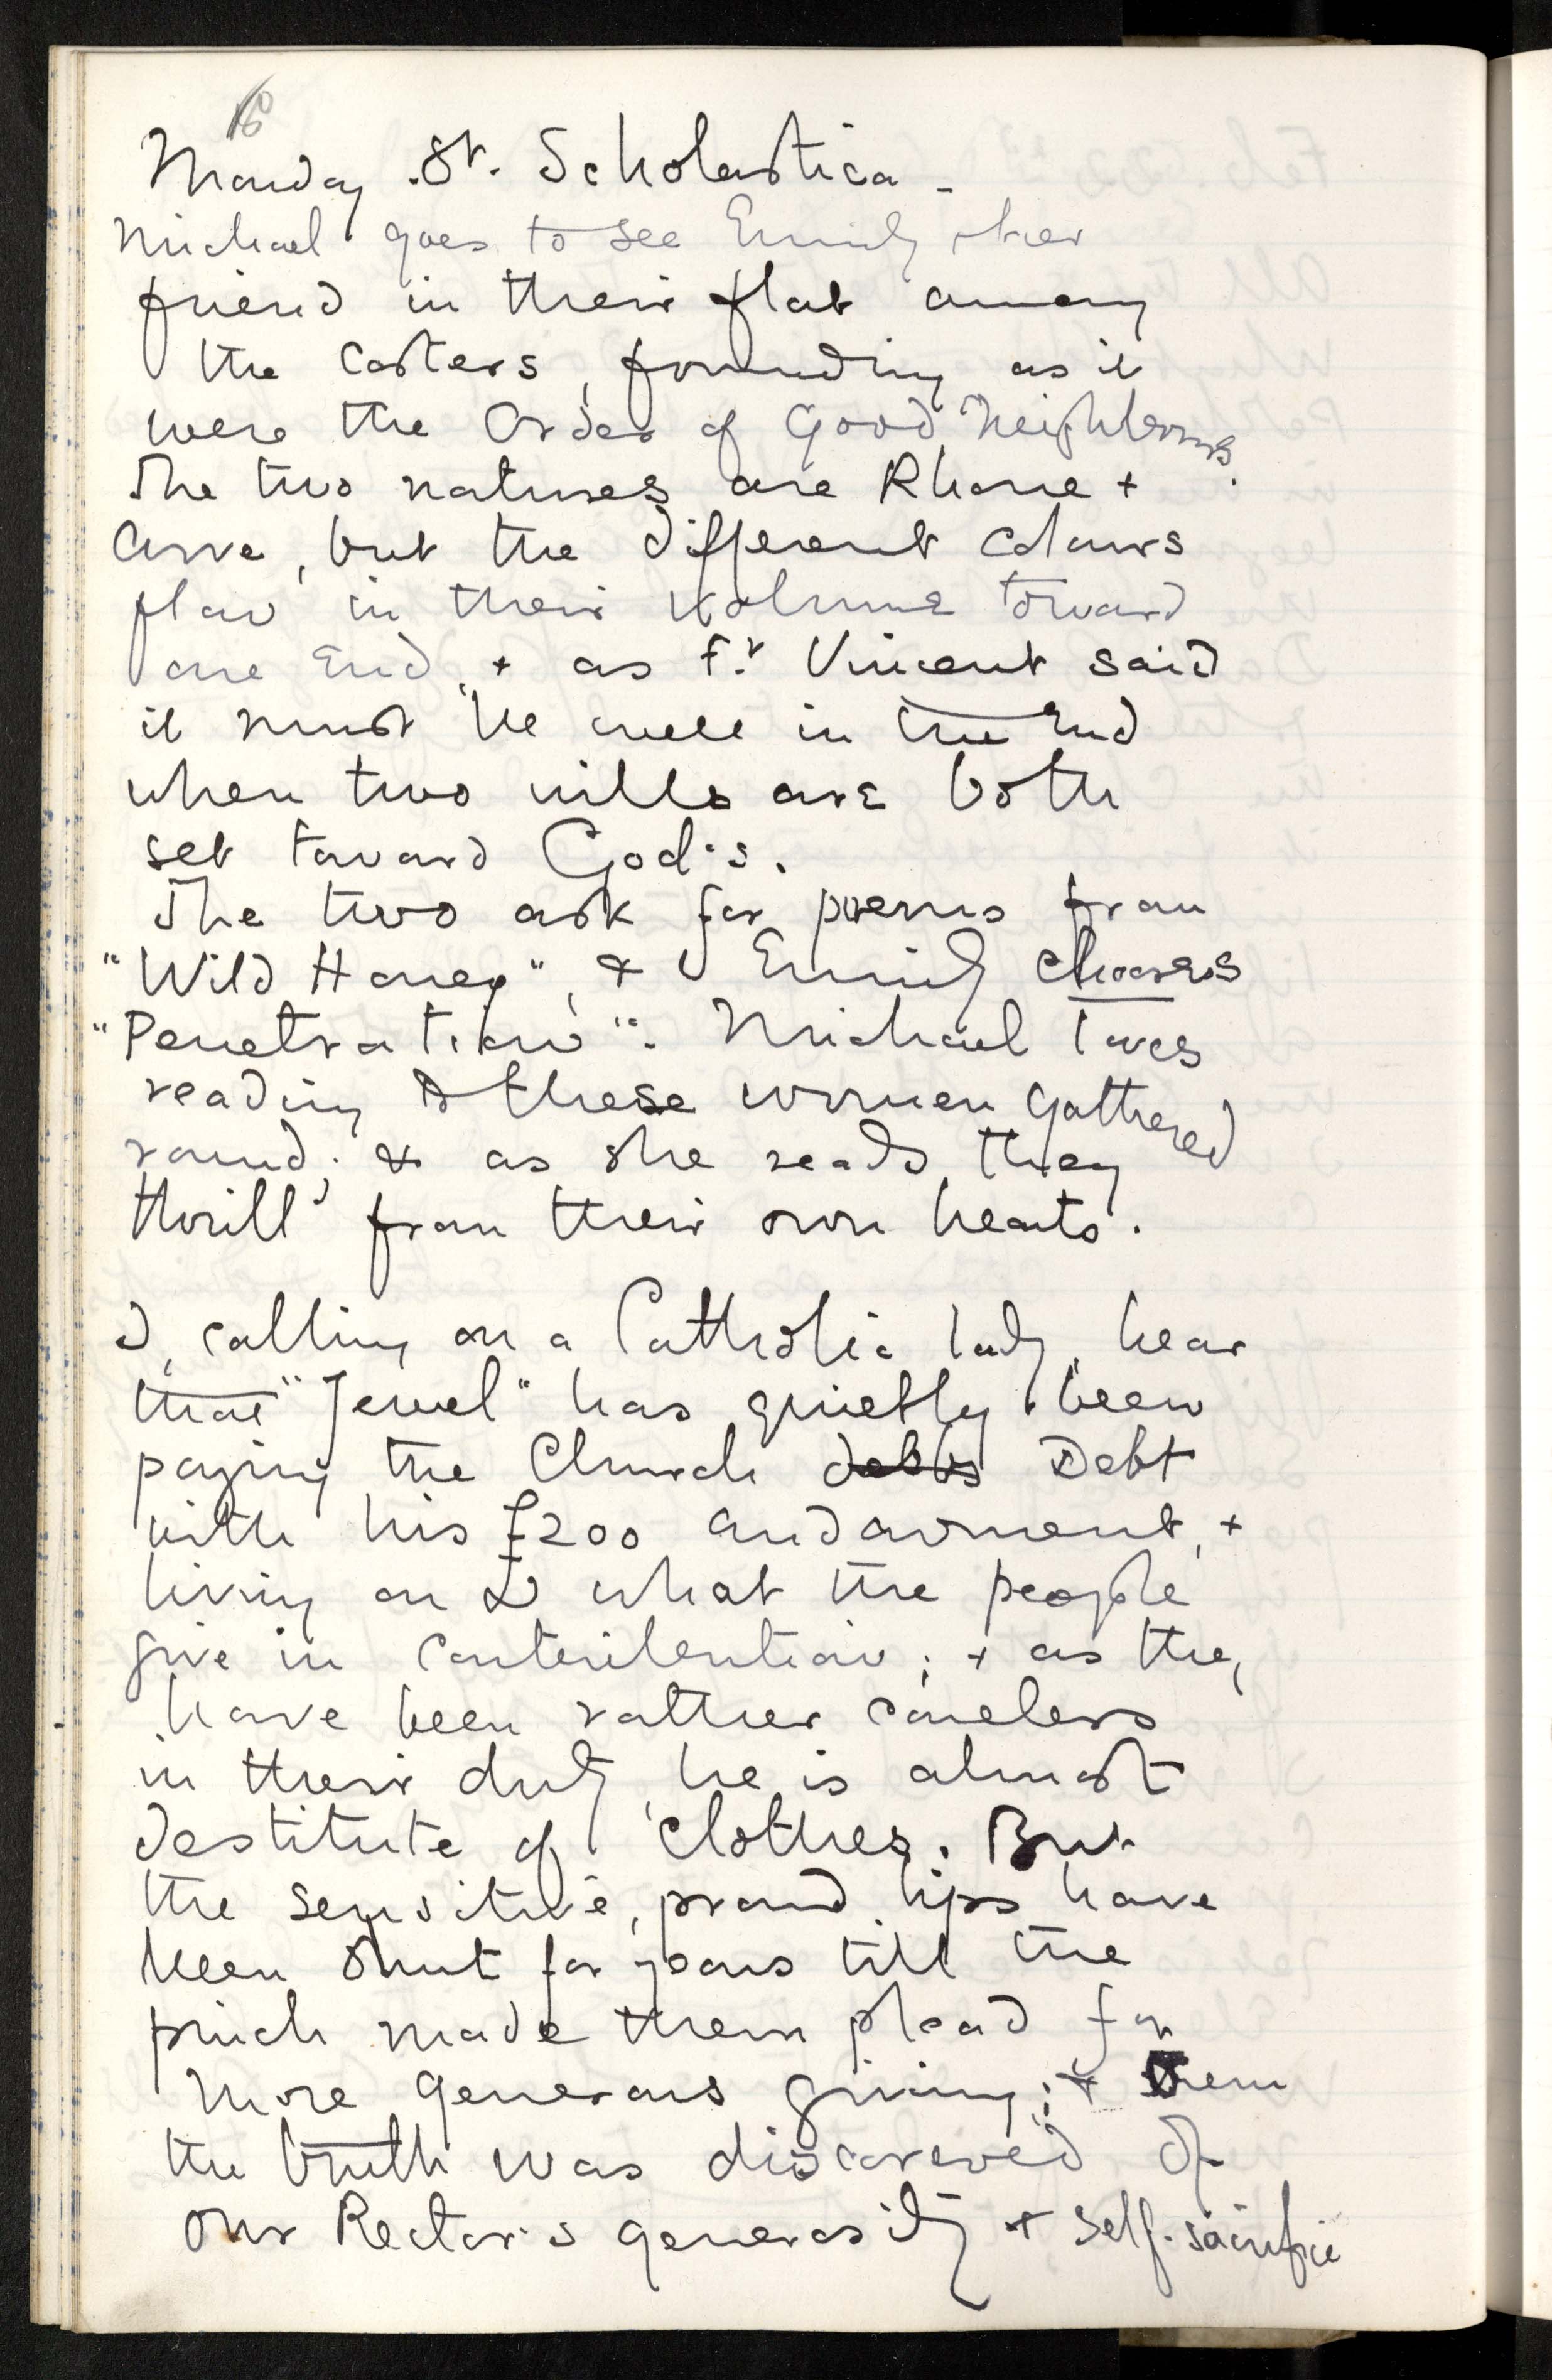 16
Monday. St. Scholastica -
Michael goes to see Emily + her
friend in their flat among
the costers, founding as it
were the Order of Good Neighbours.
The two natures are Rhone +
Arve, but the different colours
flow in their volume toward
one End, + as Fr. Vincent said
it must be well in the End
when two wills are both
set toward God's.
The two ask for poems from
"Wild Honey", & Emily chooses
"Penetration". Michael loves
reading to these women gathered
round; & as she reads, they
thrill from their own hearts.
I, calling on a Catholic lady, hear
that "Jewel" has quietly been
paying the Church debts Debt
with his £200 endowment, +
living on £ what the people
give in contribution; + as they
have been rather careless
in their duty, he is almost
destitute of clothes. But
the sensitive, proud lips have
been shut for years till the
pinch made them plead for
more generous giving; + then
the truth was discovered of
our Rector's generosity + self-sacrifice